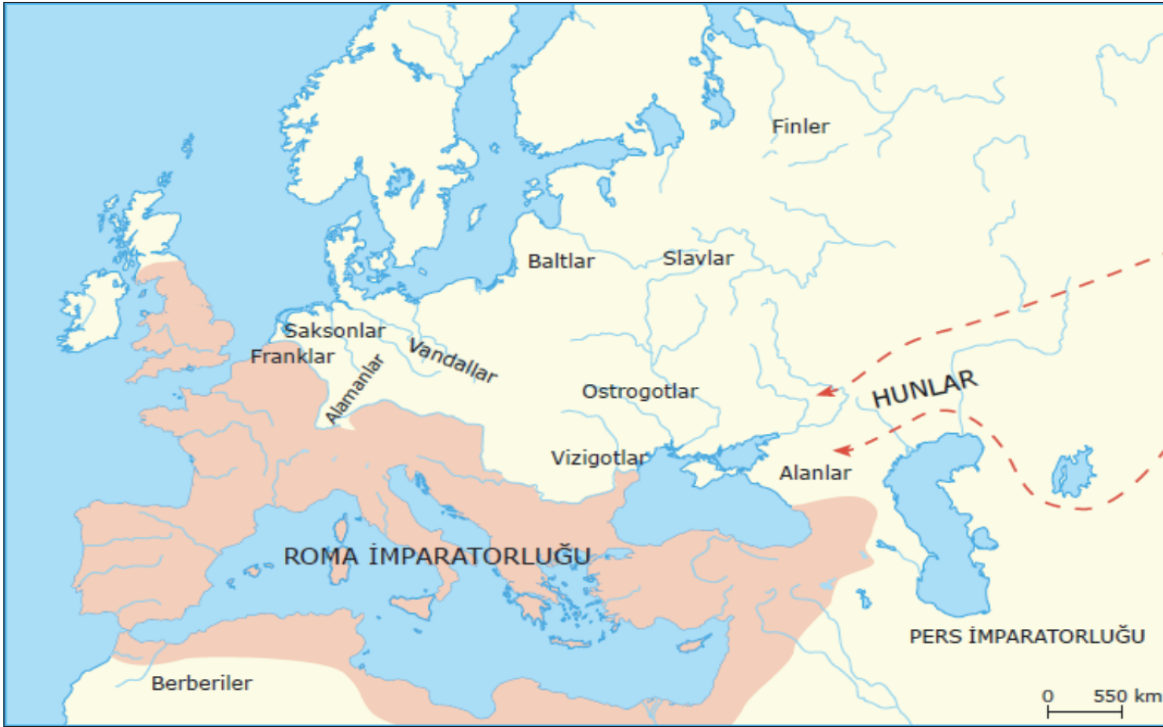 Finler
Baltlar
Slavlar
Saksonlar
Franklar
Alamanlar
Vandallar
Ostrogotlar
HUNLAR
Vizigotlar
Alanlar
ROMA İMPARATORLUĞU
PERS İMPARATORLUĞU
Berberiler
0 550 km